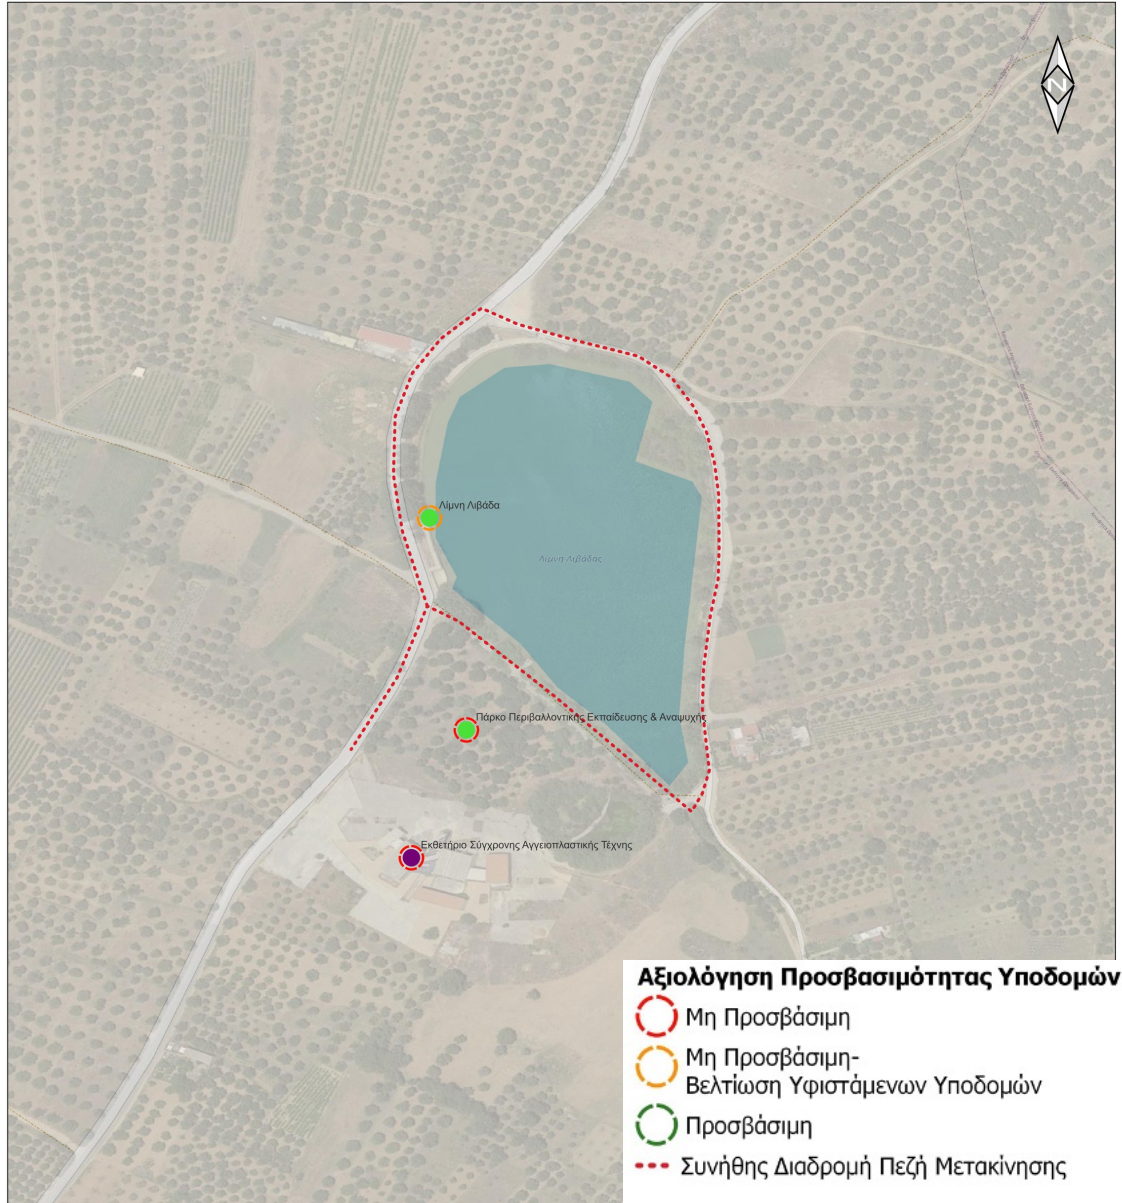 N
Λίμνη Λιβάδα
Λίμνη Λιβάδας
Πάρκο Περιβαλλοντικής Εκπαίδευσης & Αναψυχής
Εκθετήριο Σύγχρονης Αγγειοπλαστικής Τέχνης
Αξιολόγηση Προσβασιμότητας Υποδομών
Μη Προσβάσιμη
Μη Προσβάσιμη-
Βελτίωση Υφιστάμενων Υποδομών
Προσβάσιμη
Συνήθης Διαδρομή Πεζή Μετακίνησης